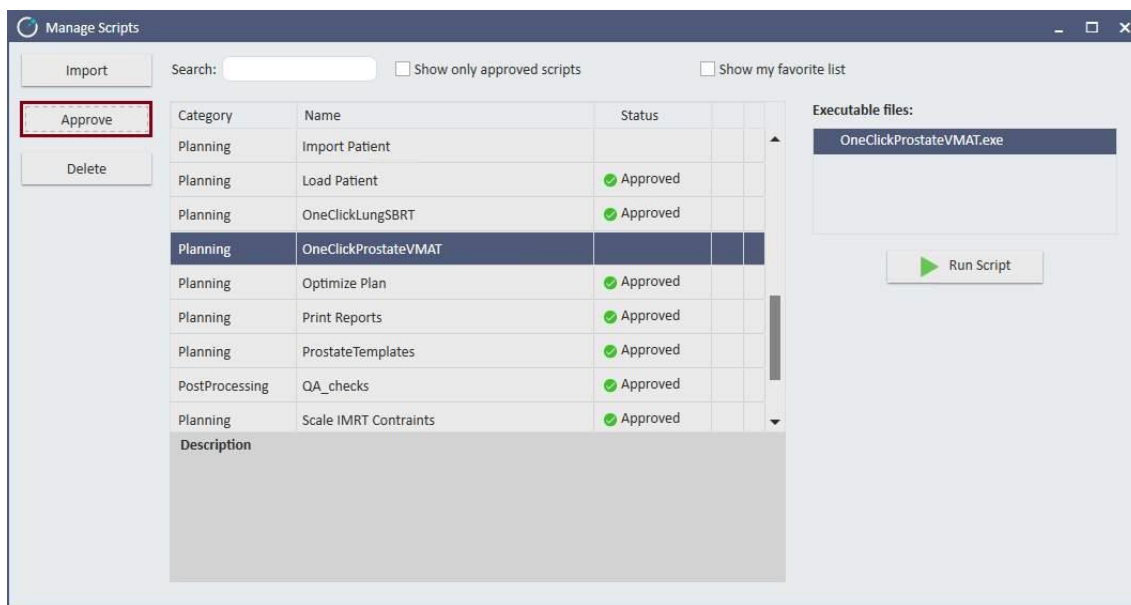 Manage Scripts
Import
Search:
Show only approved scripts
Show my favorite list
Approve
Category Name Status
Executable files:
OneClickProstateVMAT.exe
Planning Import Patient
Delete
Planning Load Patient Approved
Planning OneClickLungSBRT Approved
Planning OneClickProstateVMAT
Run Script
Planning Optimize Plan Approved
Planning Print Reports Approved
Planning ProstateTemplates Approved
PostProcessing QA_checks Approved
Planning Scale IMRT Contraints Approved
Description